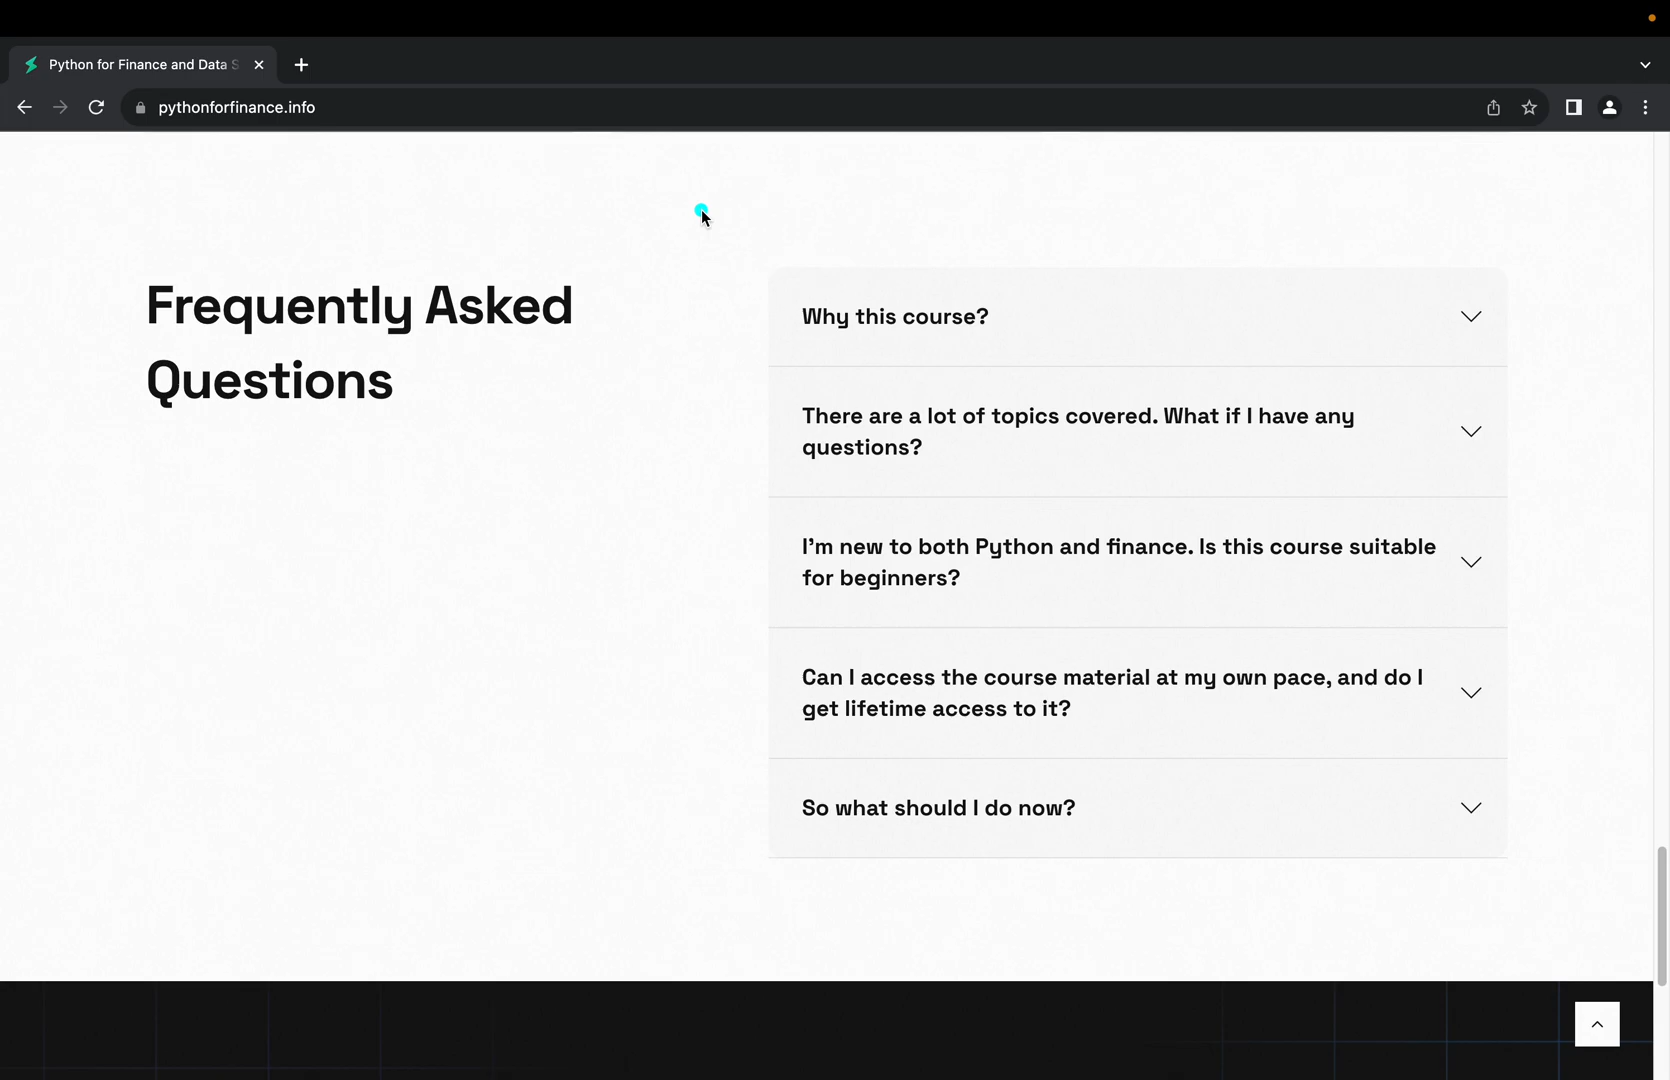 Python for Finance and Data S
pythonforfinance.info
Frequently Asked
Questions
Why this course?
There are a lot of topics covered. What if I have any
questions?
I'm new to both Python and finance. Is this course suitable
for beginners?
Can I access the course material at my own pace, and do I
get lifetime access to it?
So what should I do now?